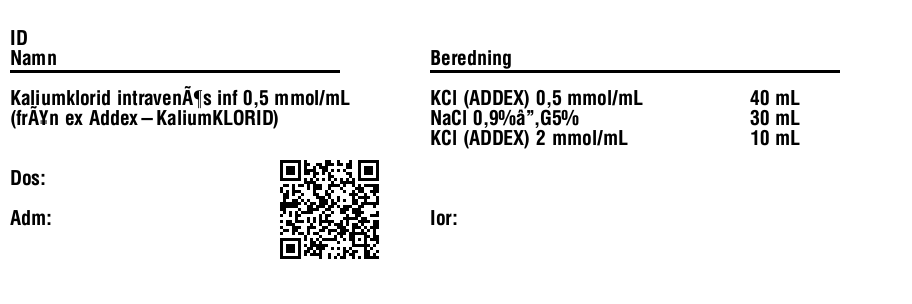 ID
Namn
Kaliumklorid intravenÃ¶s inf 0,5 mmol/mL
(frÃ¥n ex Addex–KaliumKLORID)
Dos:
Adm:
Beredning
KCl (ADDEX) 0,5 mmol/mL 40 mL
NaCl 0,9%â”‚G5% 30 mL
KCl (ADDEX) 2 mmol/mL 10 mL
Ior: